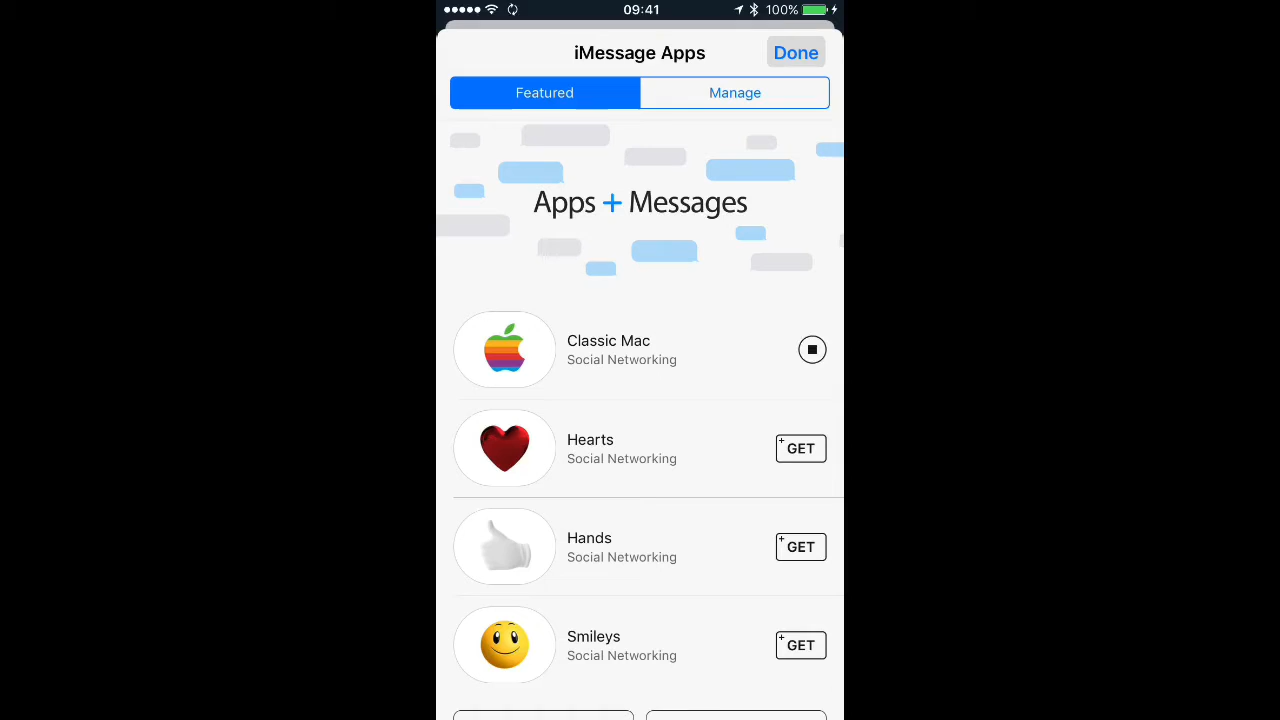 09:41
100%
iMessage Apps
Done
Featured
Manage
Apps + Messages
Classic Mac
Social Networking
Hearts
Social Networking
+GET
Hands
Social Networking
+GET
Smileys
Social Networking
+GET